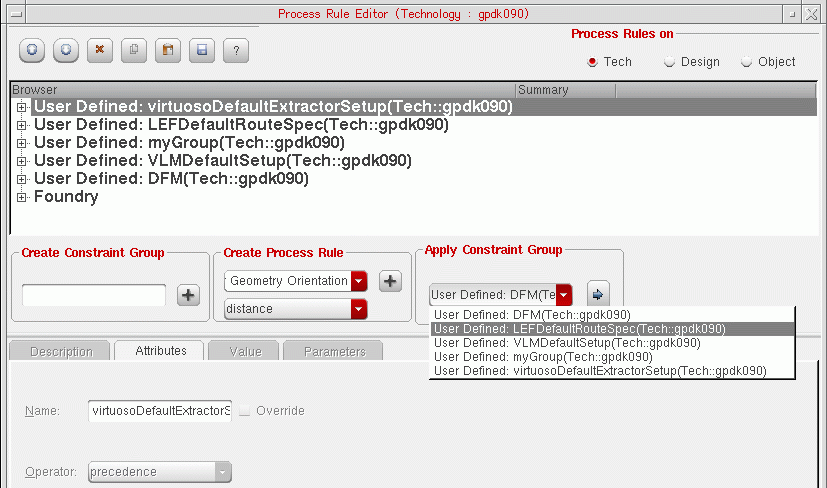 Process Rule Editor (Technology : gpdk090)
Process Rules on
Tech Design Object
?
Browser Summary
User Defined: virtuosoDefaultExtractorSetup(Tech::gpdk090)
User Defined: LEFDefaultRouteSpec(Tech::gpdk090)
User Defined: myGroup(Tech::gpdk090)
User Defined: VLMDefaultSetup(Tech::gpdk090)
User Defined: DFM(Tech::gpdk090)
Foundry
Create Constraint Group
Create Process Rule
Geometry Orientation
distance
Apply Constraint Group
User Defined: DFM(Te
User Defined: DFM(Tech::gpdk090)
User Defined: LEFDefaultRouteSpec(Tech::gpdk090)
User Defined: VLMDefaultSetup(Tech::gpdk090)
User Defined: myGroup(Tech::gpdk090)
User Defined: virtuosoDefaultExtractorSetup(Tech::gpdk090)
Description Attributes Value Parameters
Name: virtuosoDefaultExtractorS Override
Operator: precedence